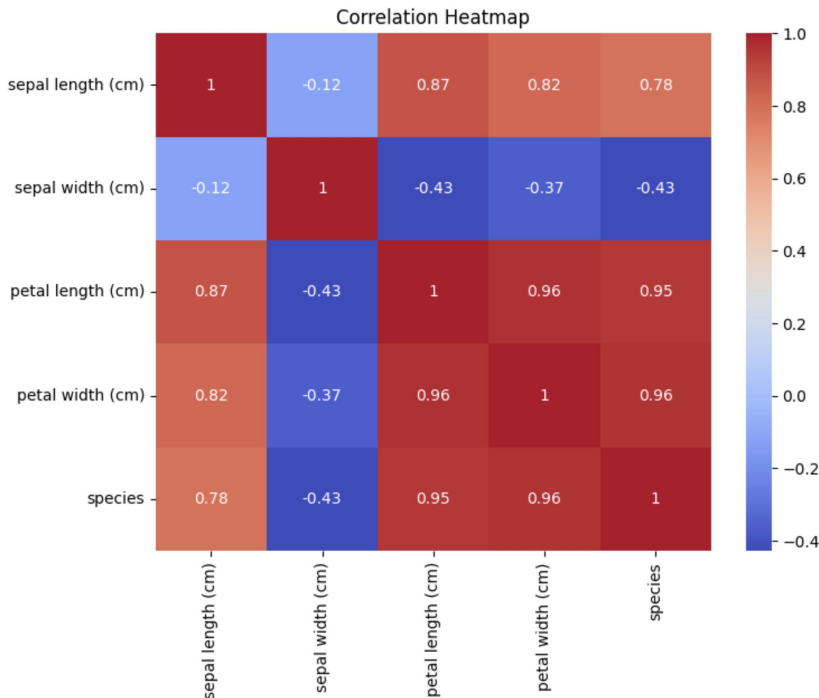 Correlation Heatmap
sepal length (cm) 1 -0.12 0.87 0.82 0.78
sepal width (cm) -0.12 1 -0.43 -0.37 -0.43
petal length (cm) 0.87 -0.43 1 0.96 0.95
petal width (cm) 0.82 -0.37 0.96 1 0.96
species 0.78 -0.43 0.95 0.96 1
sepal length (cm)
sepal width (cm)
petal length (cm)
petal width (cm)
species
1.0
0.8
0.6
0.4
0.2
0.0
−0.2
−0.4